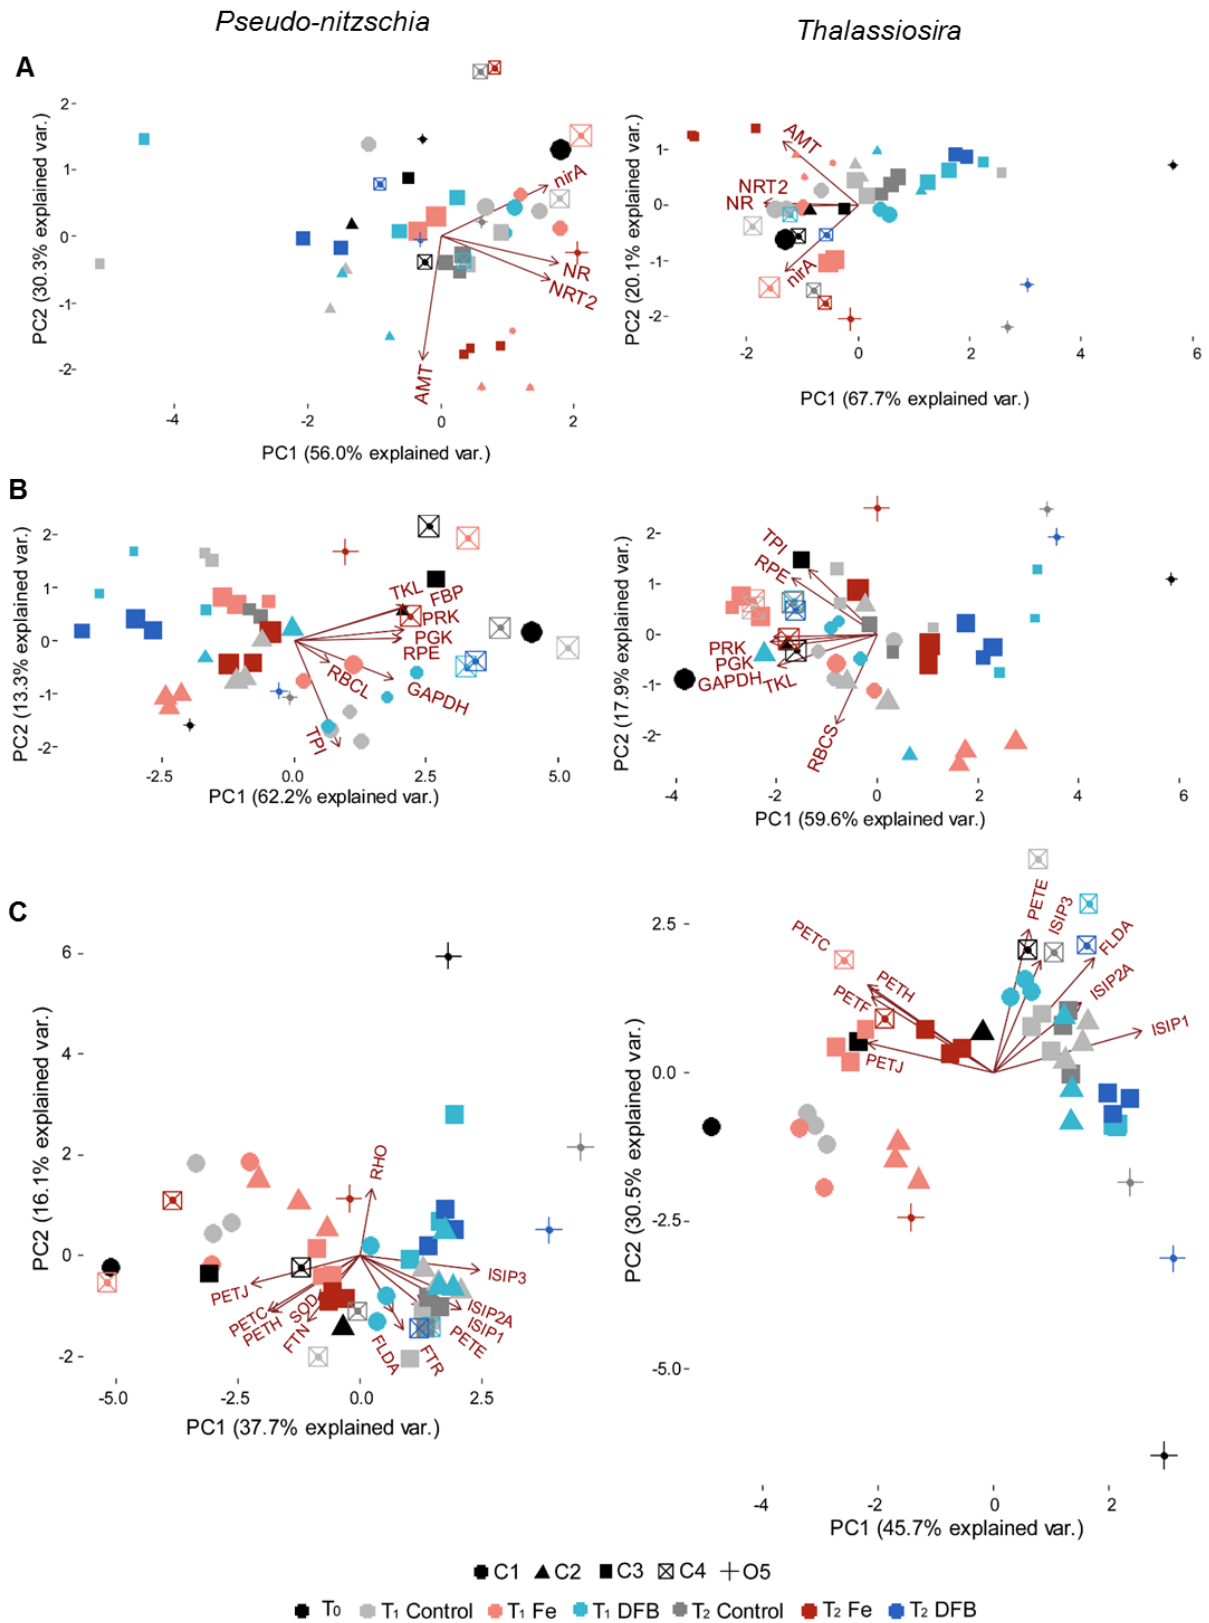 Pseudo-nitzschia
Thalassiosira
A
PC2 (30.3% explained var.)
2
1
0
-1
-2
nirA
NR
NRT2
AMT
-4
-2
0
2
PC1 (56.0% explained var.)
PC2 (20.1% explained var.)
1
0
-1
-2
AMT
NRT2
NR
nirA
-2
0
2
4
6
PC1 (67.7% explained var.)
B
PC2 (13.3% explained var.)
2
1
0
-1
-2
TKL
FBP
PRK
PGK
RPE
RBCL
GAPDH
TPI
-2.5
0.0
2.5
5.0
PC1 (62.2% explained var.)
PC2 (17.9% explained var.)
2
1
0
-1
-2
TPI
RPE
PRK
PGK
GAPDH
TKL
RBCS
-4
-2
0
2
4
6
PC1 (59.6% explained var.)
C
PC2 (16.1% explained var.)
6
4
2
0
-2
RHO
PETJ
PETC
PETH
SOD
FTN
FLDA
FTR
ISIP3
ISIP2A
ISIP1
PETE
-5.0
-2.5
0.0
2.5
PC1 (37.7% explained var.)
PC2 (30.5% explained var.)
2.5
0.0
-2.5
-5.0
PETC
PETH
PETF
PETJ
PETE
ISIP3
FLDA
ISIP2A
ISIP1
-4
-2
0
2
PC1 (45.7% explained var.)
C1 C2 C3 C4 O5
T0 T1 Control T1 Fe T1 DFB T2 Control T2 Fe T2 DFB